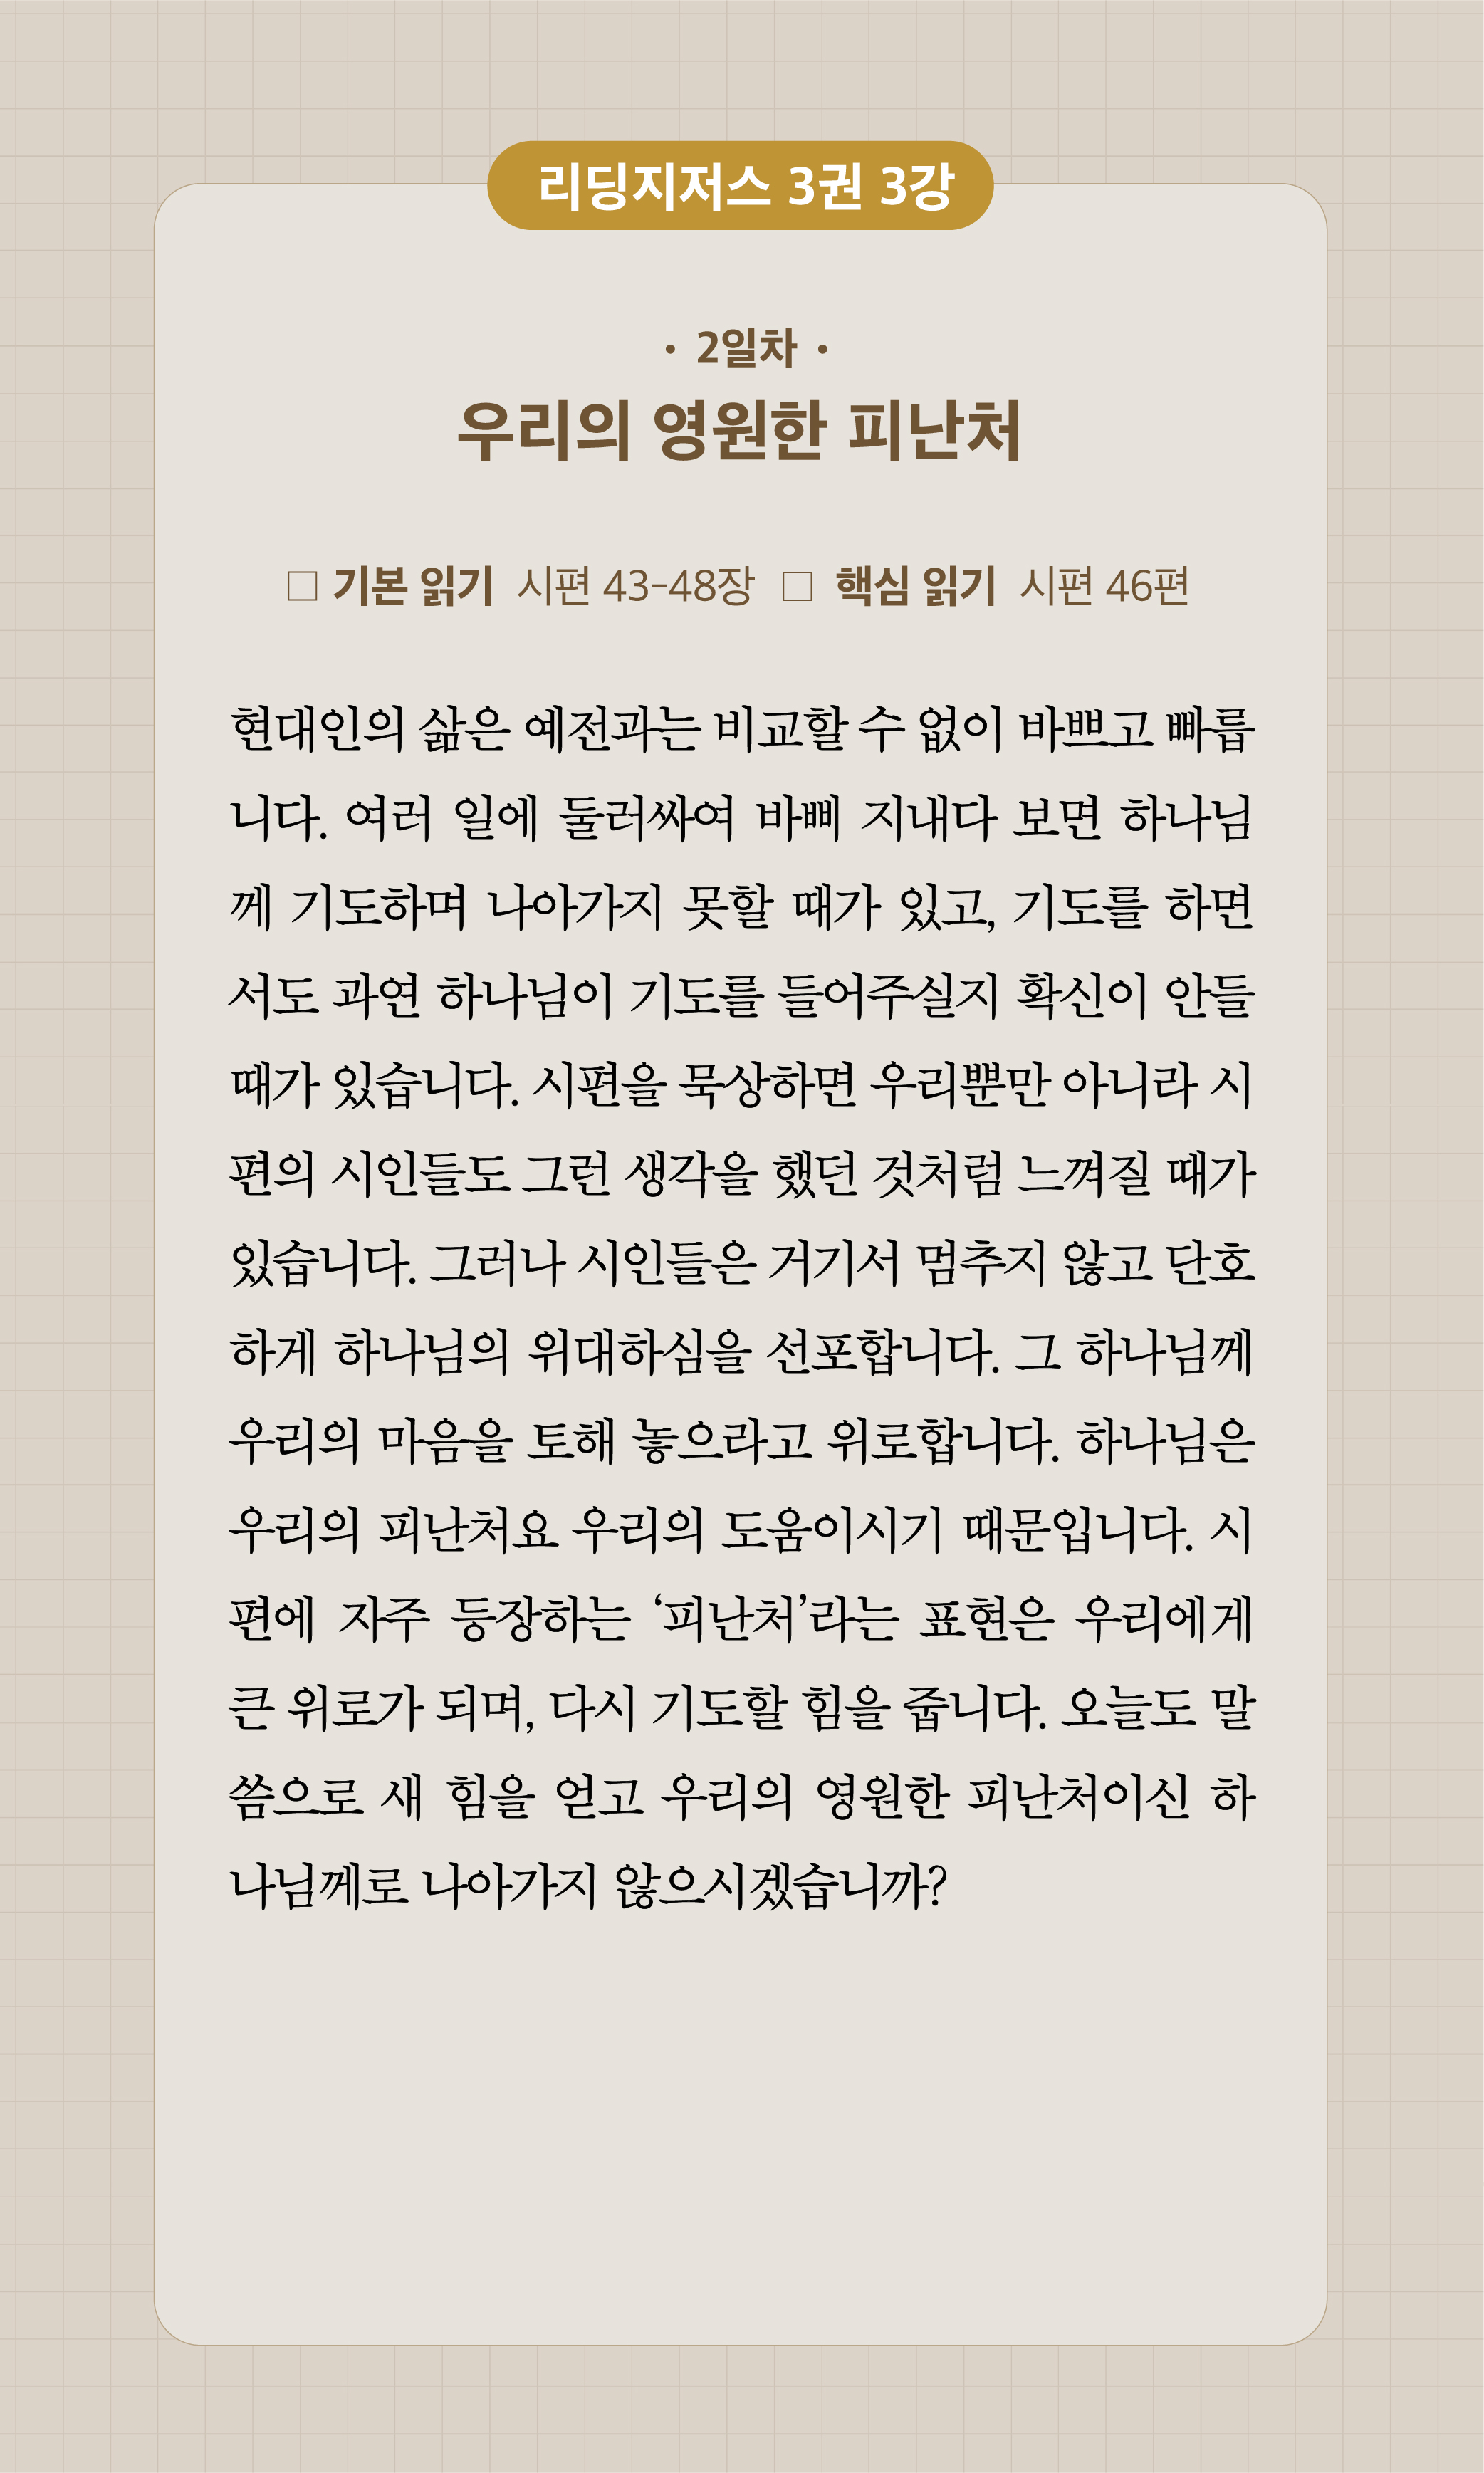 리딩지저스 3권 3강
· 2일차 ·
우리의 영원한 피난처
□ 기본 읽기 시편 43-48장 □ 핵심 읽기 시편 46편
현대인의 삶은 예전과는 비교할 수 없이 바쁘고 빠릅
니다. 여러 일에 둘러싸여 바삐 지내다 보면 하나님
께 기도하며 나아가지 못할 때가 있고, 기도를 하면
서도 과연 하나님이 기도를 들어주실지 확신이 안들
때가 있습니다. 시편을 묵상하면 우리뿐만 아니라 시
편의 시인들도 그런 생각을 했던 것처럼 느껴질 때가
있습니다. 그러나 시인들은 거기서 멈추지 않고 단호
하게 하나님의 위대하심을 선포합니다. 그 하나님께
우리의 마음을 토해 놓으라고 위로합니다. 하나님은
우리의 피난처요 우리의 도움이시기 때문입니다. 시
편에 자주 등장하는 ‘피난처’라는 표현은 우리에게
큰 위로가 되며, 다시 기도할 힘을 줍니다. 오늘도 말
씀으로 새 힘을 얻고 우리의 영원한 피난처이신 하
나님께로 나아가지 않으시겠습니까?